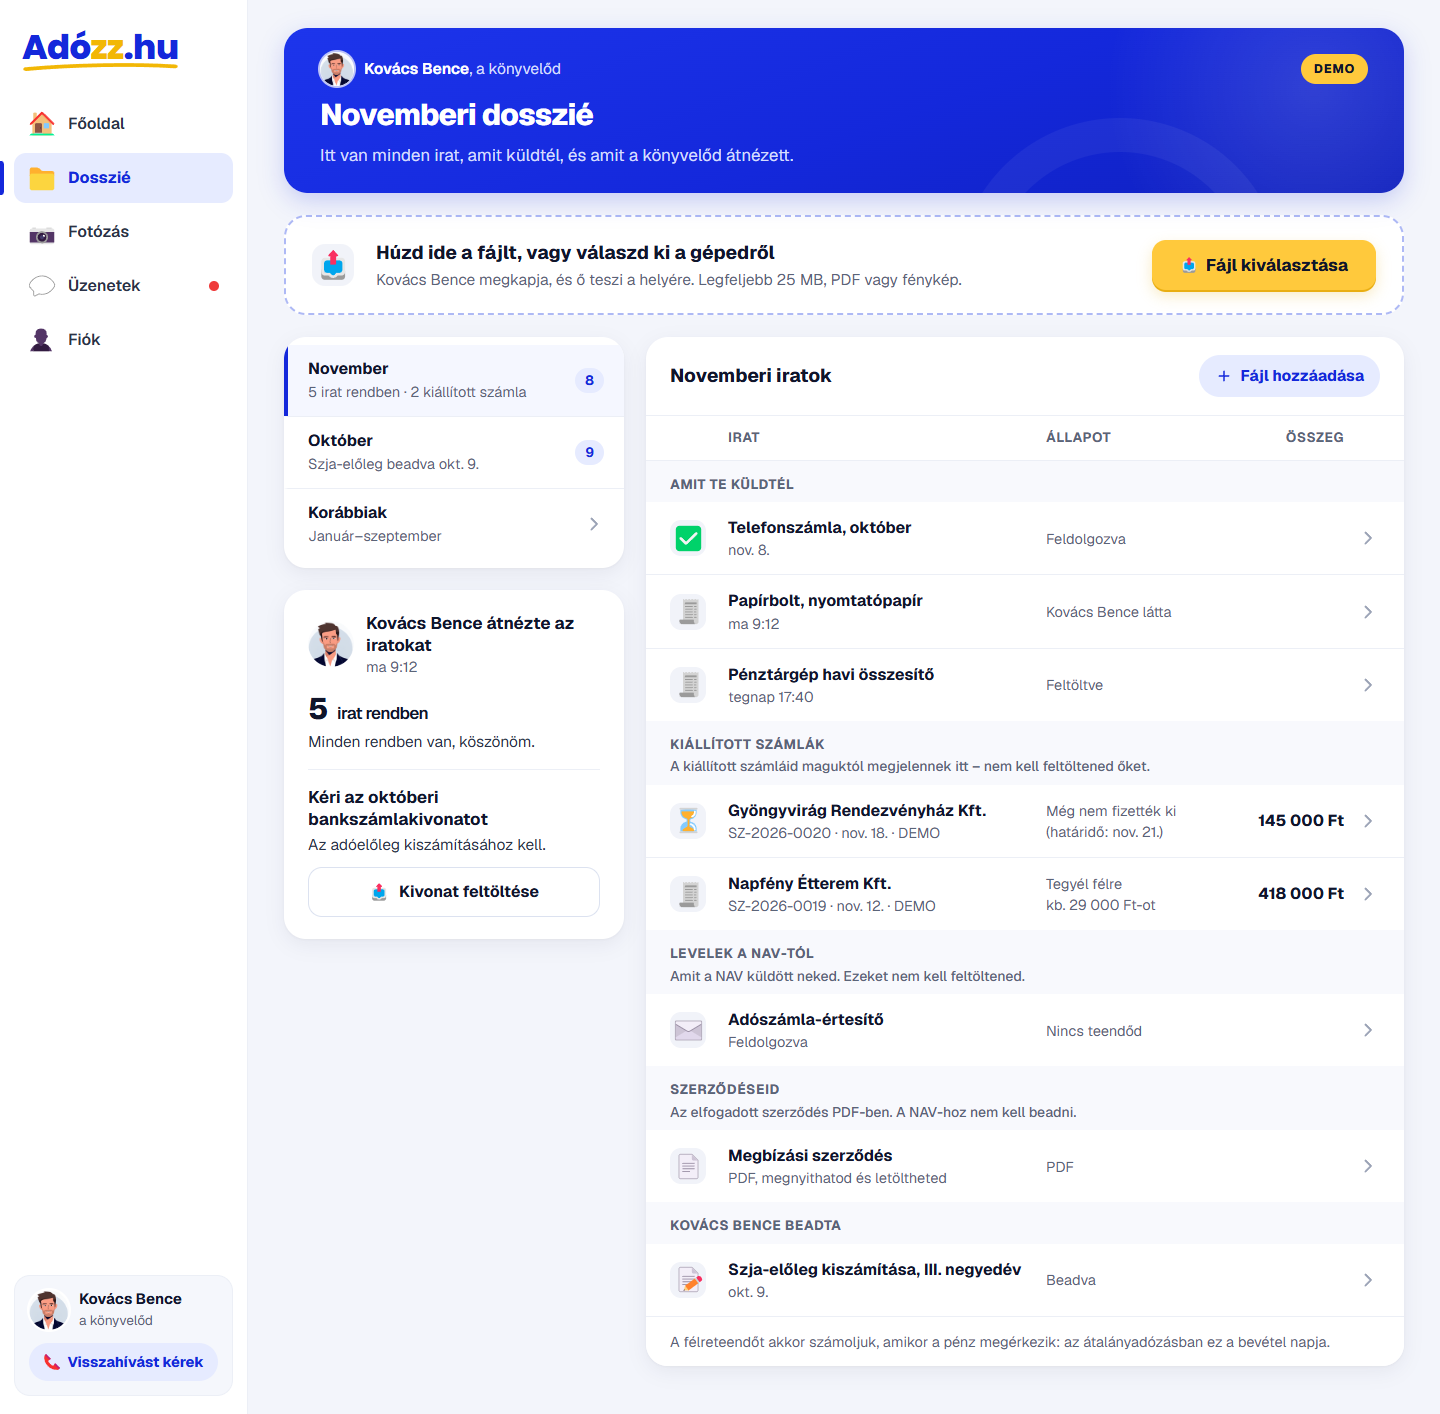 Adózz.hu
Főoldal
Dosszié
Fotózás
Üzenetek
Fiók
Kovács Bence
a könyvelőd
Visszahívást kérek
Kovács Bence, a könyvelőd
DEMO
Novemberi dosszié
Itt van minden irat, amit küldtél, és amit a könyvelőd átnézett.
Húzd ide a fájlt, vagy válaszd ki a gépedről
Kovács Bence megkapja, és ő teszi a helyére. Legfeljebb 25 MB, PDF vagy fénykép.
Fájl kiválasztása
November
5 irat rendben · 2 kiállított számla
8
Október
Szja-előleg beadva okt. 9.
9
Korábbiak
Január–szeptember
Kovács Bence átnézte az
iratokat
ma 9:12
5 irat rendben
Minden rendben van, köszönöm.
Kéri az októberi
bankszámlakivonatot
Az adóelőleg kiszámításához kell.
Kivonat feltöltése
Novemberi iratok
+ Fájl hozzáadása
IRAT ÁLLAPOT ÖSSZEG
AMIT TE KÜLDTÉL
Telefonszámla, október
nov. 8.
Feldolgozva
Papírbolt, nyomtatópapír
ma 9:12
Kovács Bence látta
Pénztárgép havi összesítő
tegnap 17:40
Feltöltve
KIÁLLÍTOTT SZÁMLÁK
A kiállított számláid maguktól megjelennek itt – nem kell feltöltened őket.
Gyöngyvirág Rendezvényház Kft.
SZ-2026-0020 · nov. 18. · DEMO
Még nem fizették ki
(határidő: nov. 21.)
145 000 Ft
Napfény Étterem Kft.
SZ-2026-0019 · nov. 12. · DEMO
Tegyél félre
kb. 29 000 Ft-ot
418 000 Ft
LEVELEK A NAV-TÓL
Amit a NAV küldött neked. Ezeket nem kell feltöltened.
Adószámla-értesítő
Feldolgozva
Nincs teendőd
SZERZŐDÉSEID
Az elfogadott szerződés PDF-ben. A NAV-hoz nem kell beadni.
Megbízási szerződés
PDF, megnyithatod és letöltheted
PDF
KOVÁCS BENCE BEADTA
Szja-előleg kiszámítása, III. negyedév
okt. 9.
Beadva
A félreteendőt akkor számoljuk, amikor a pénz megérkezik: az átalányadózásban ez a bevétel napja.